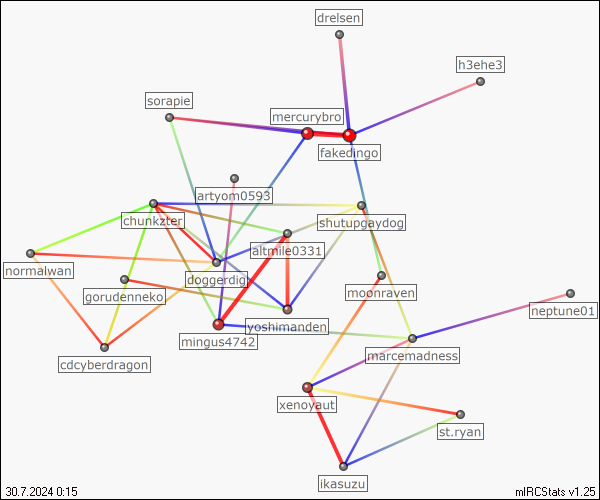 drelsen
h3ehe3
sorapie
mercurybro
fakedingo
artyom0593
chunkzter
shutupgaydog
altmile0331
normalwan
doggerdig
gorudenneko
moonraven
neptune01
yoshimanden
mingus4742
marcemadness
cdcyberdragon
xenoyaut
st.ryan
ikasuzu
30.7.2024 0:15
mIRCStats v1.25